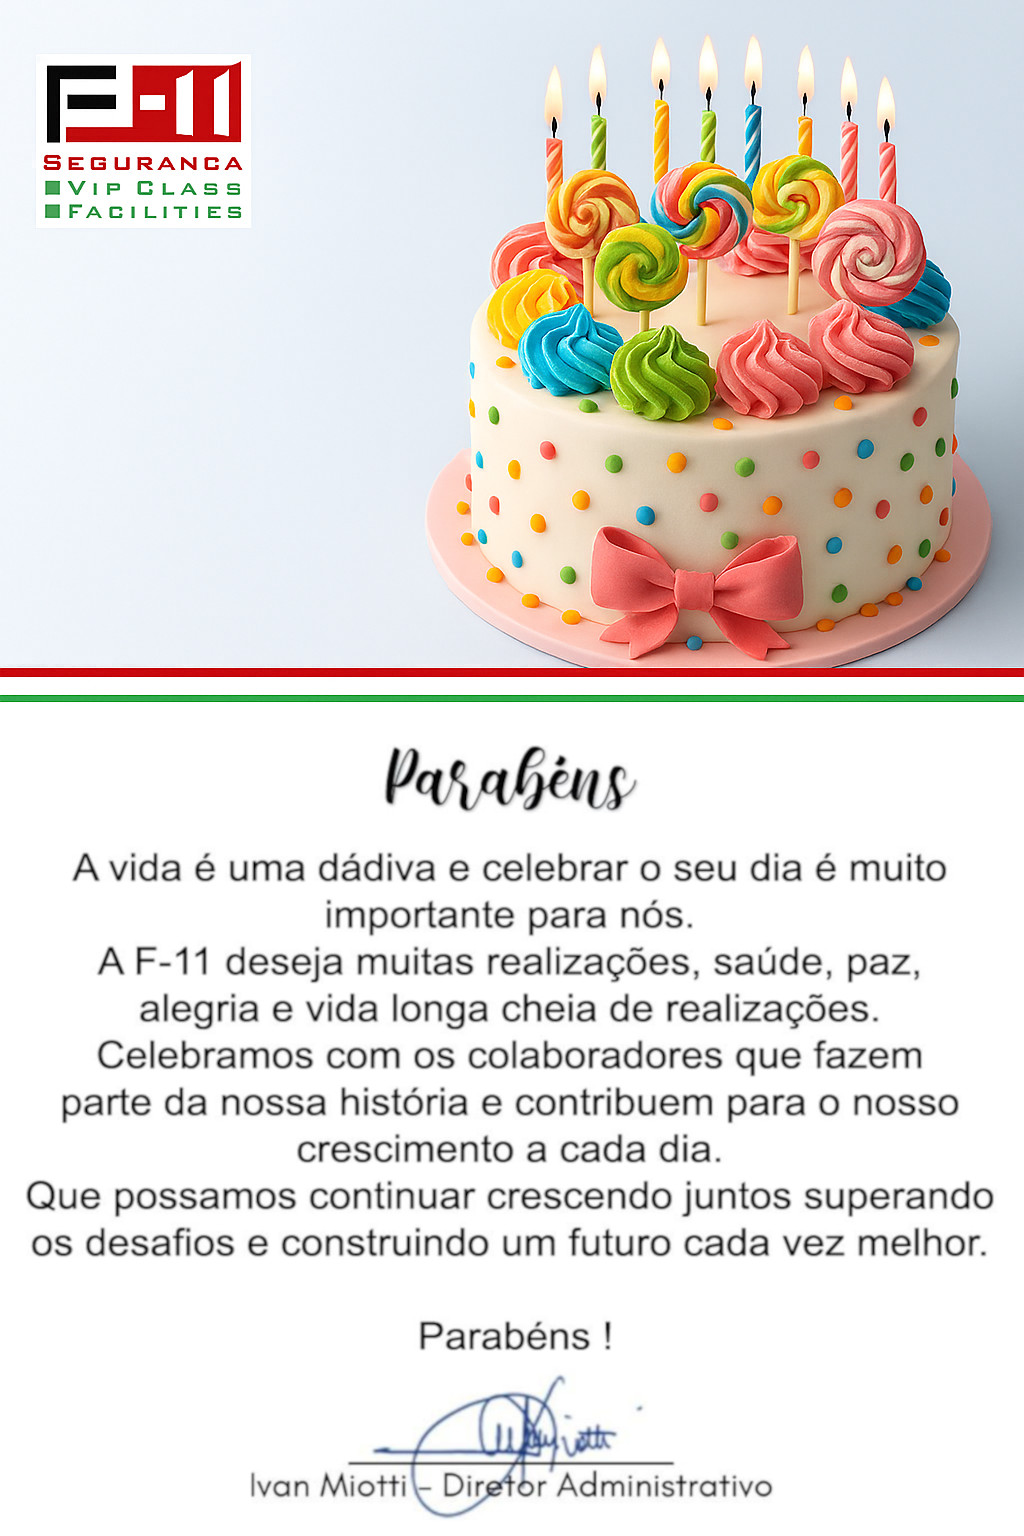 F-11
SEGURANCA
VIP CLASS
FACILITIES
Parabéns
A vida é uma dádiva e celebrar o seu dia é muito
importante para nós.
A F-11 deseja muitas realizações, saúde, paz,
alegria e vida longa cheia de realizações.
Celebramos com os colaboradores que fazem
parte da nossa história e contribuem para o nosso
crescimento a cada dia.
Que possamos continuar crescendo juntos superando
os desafios e construindo um futuro cada vez melhor.
Parabéns !
Ivan Miotti – Diretor Administrativo